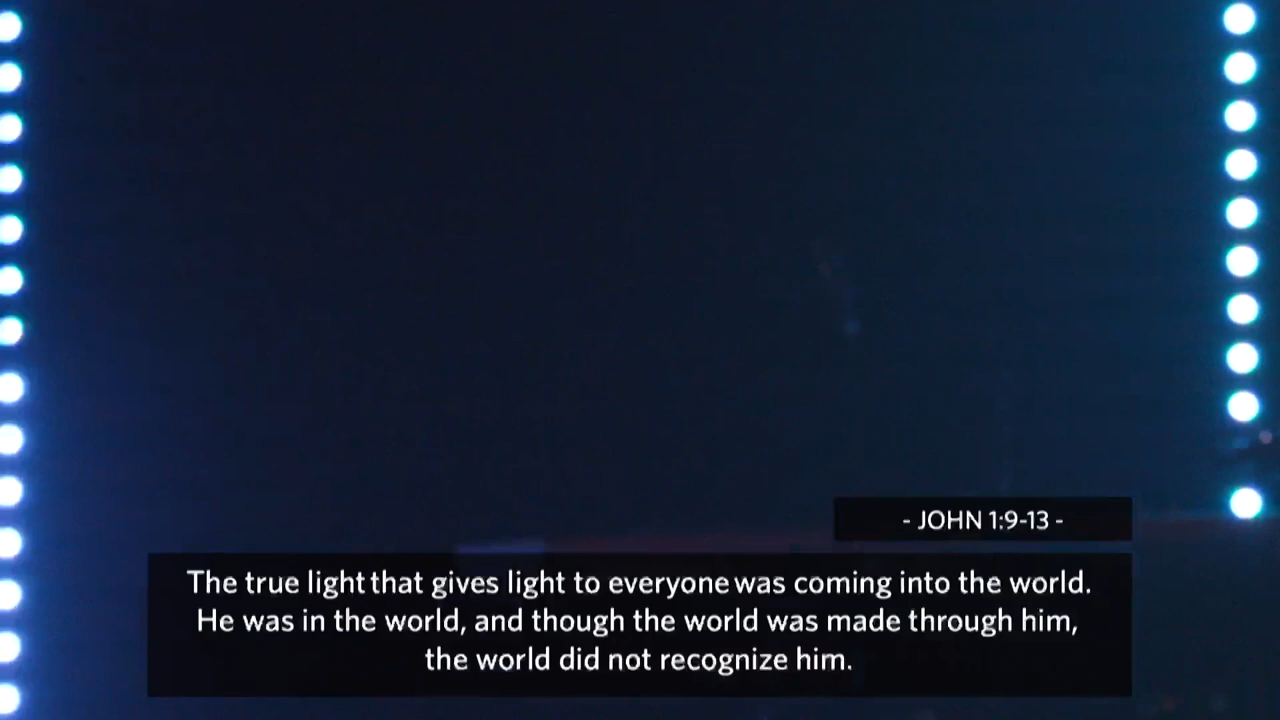 - JOHN 1:9-13 -
The true light that gives light to everyone was coming into the world.
He was in the world, and though the world was made through him,
the world did not recognize him.